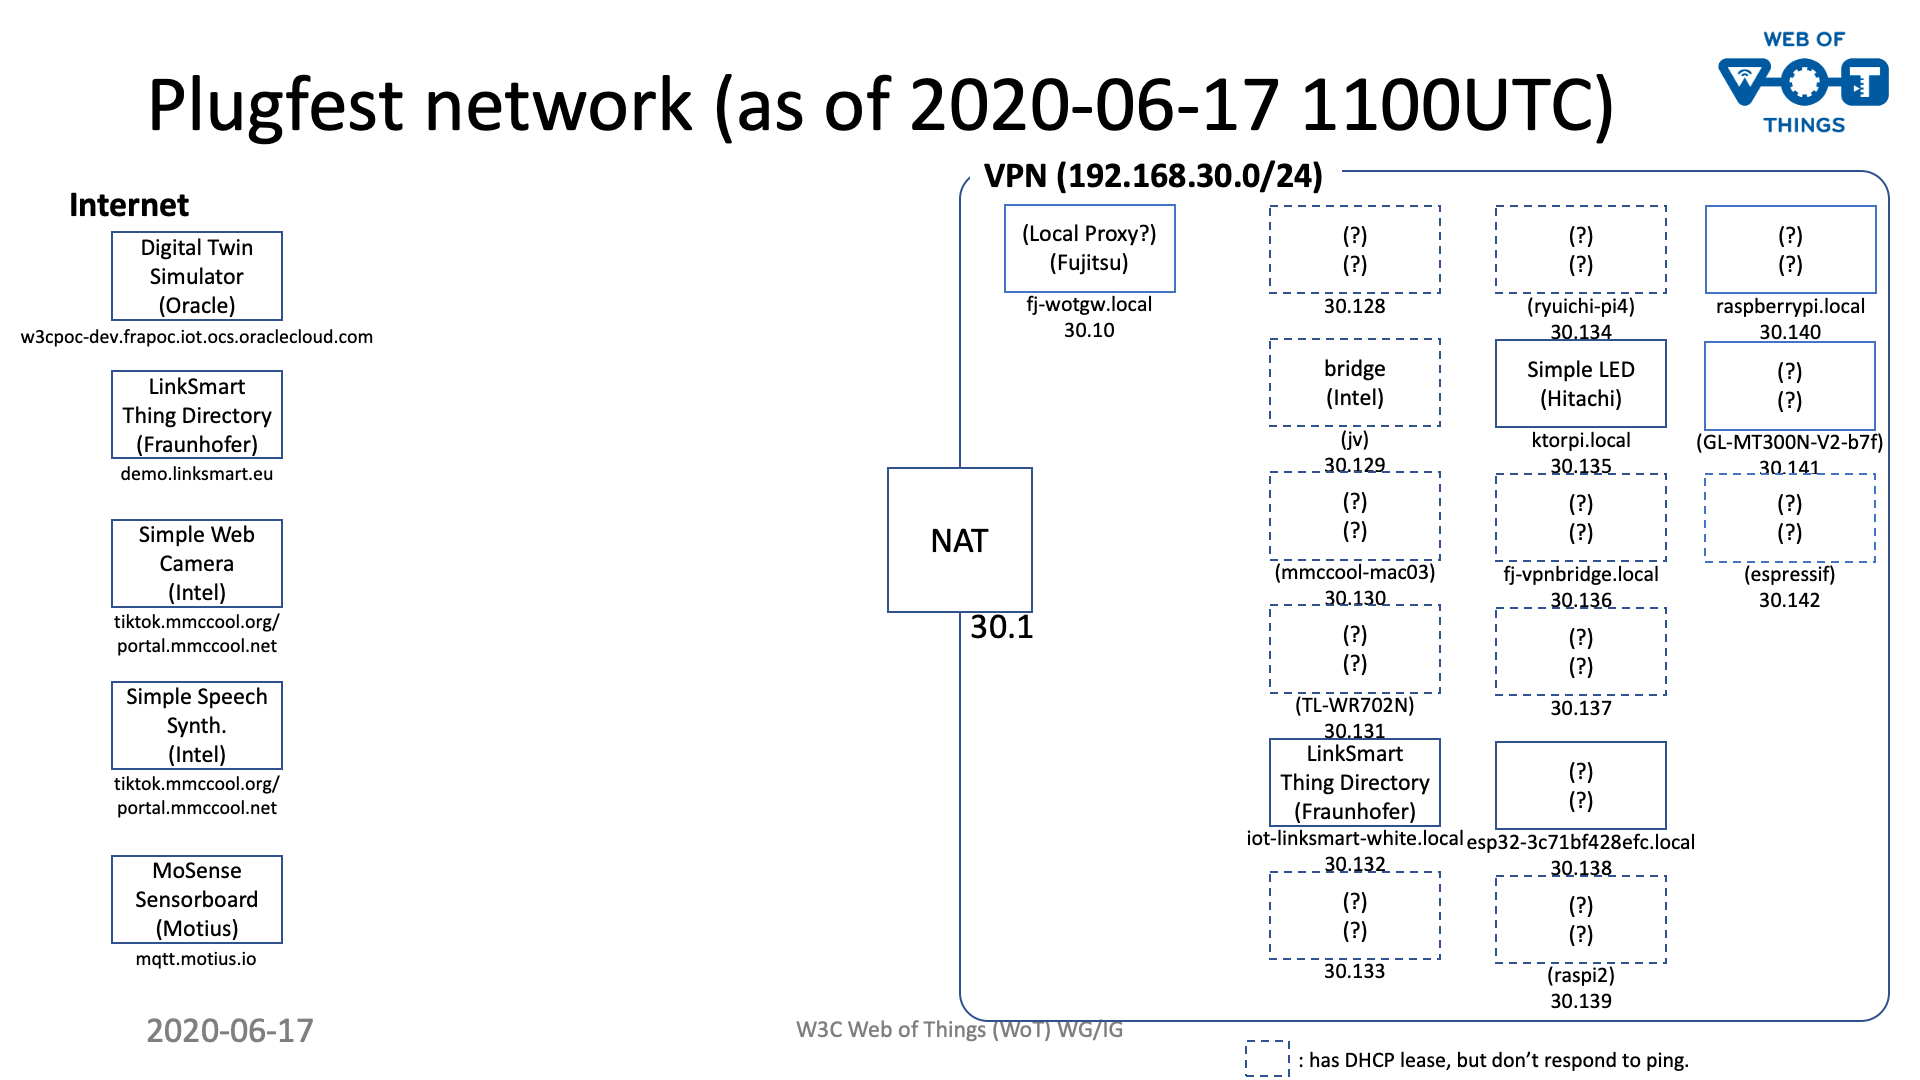 Plugfest network (as of 2020-06-17 1100UTC)
WEB OF
W T
THINGS
Internet
Digital Twin
Simulator
(Oracle)
w3cpoc-dev.frapoc.iot.ocs.oraclecloud.com
LinkSmart
Thing Directory
(Fraunhofer)
demo.linksmart.eu
Simple Web
Camera
(Intel)
tiktok.mmccool.org/
portal.mmccool.net
Simple Speech
Synth.
(Intel)
tiktok.mmccool.org/
portal.mmccool.net
MoSense
Sensorboard
(Motius)
mqtt.motius.io
NAT
30.1
VPN (192.168.30.0/24)
(Local Proxy?)
(Fujitsu)
fj-wotgw.local
30.10
(?)
(?)
30.128
bridge
(Intel)
(jv)
30.129
(?)
(?)
(mmccool-mac03)
30.130
(?)
(?)
(TL-WR702N)
30.131
LinkSmart
Thing Directory
(Fraunhofer)
iot-linksmart-white.local
30.132
(?)
(?)
30.133
(?)
(?)
(ryuichi-pi4)
30.134
Simple LED
(Hitachi)
ktorpi.local
30.135
(?)
(?)
fj-vpnbridge.local
30.136
(?)
(?)
30.137
(?)
(?)
esp32-3c71bf428efc.local
30.138
(?)
(?)
(raspi2)
30.139
(?)
(?)
raspberrypi.local
30.140
(?)
(?)
(GL-MT300N-V2-b7f)
30.141
(?)
(?)
(espressif)
30.142
2020-06-17
W3C Web of Things (WoT) WG/IG
: has DHCP lease, but don't respond to ping.